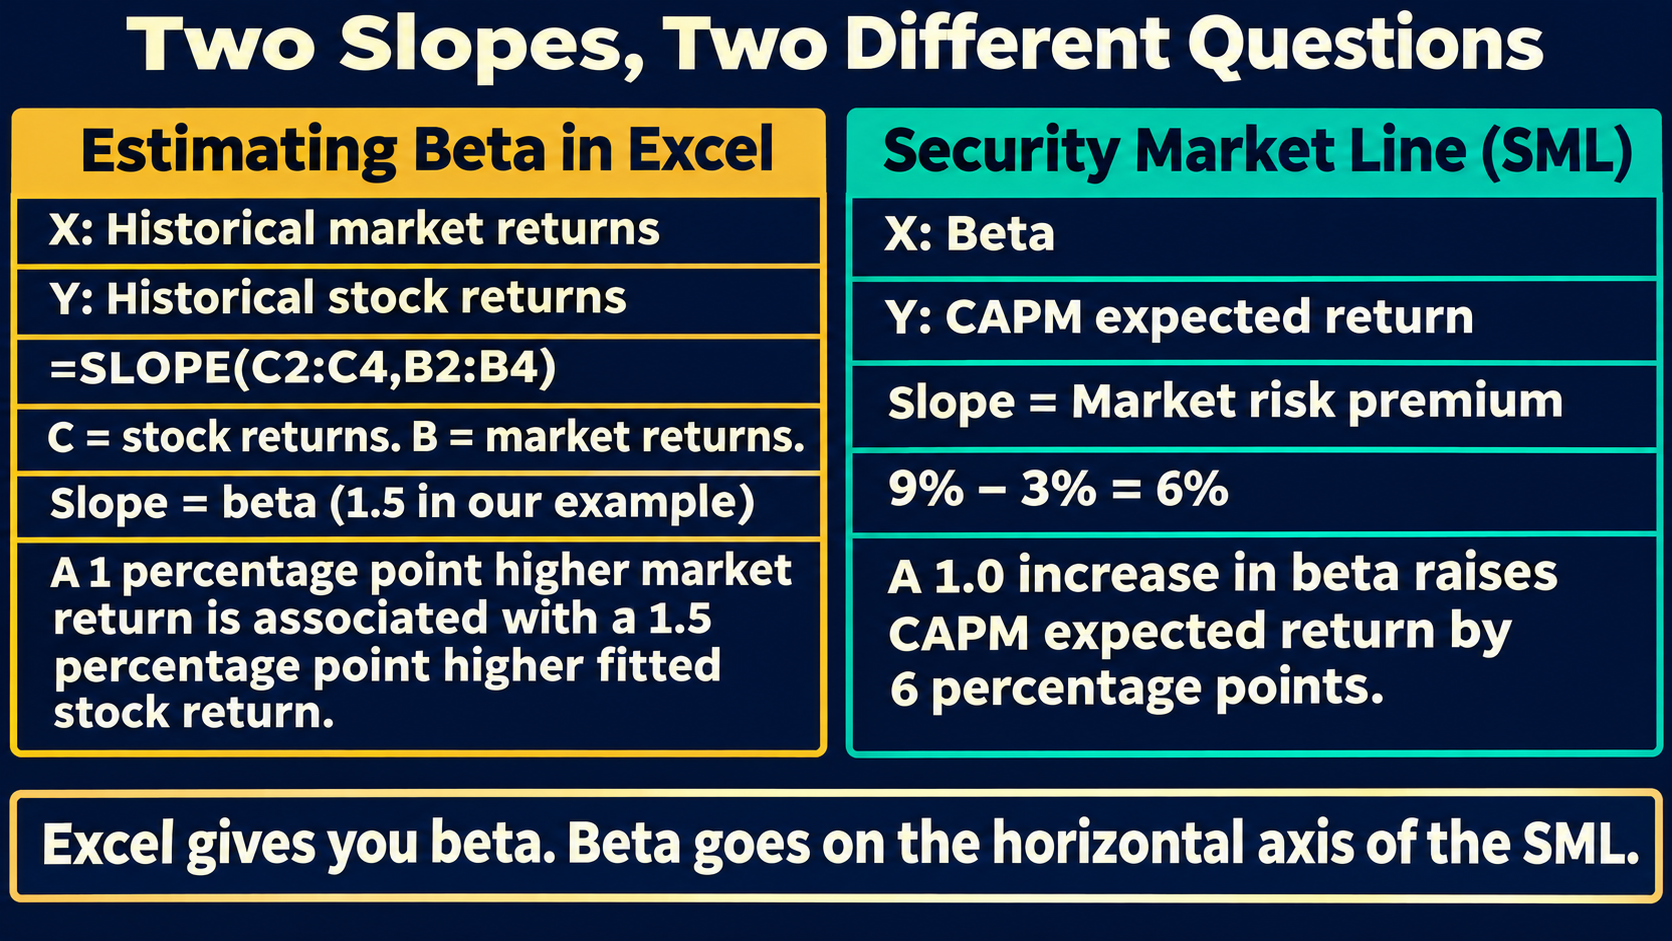 Two Slopes, Two Different Questions
Estimating Beta in Excel
X: Historical market returns
Y: Historical stock returns
=SLOPE(C2:C4,B2:B4)
C = stock returns. B = market returns.
Slope = beta (1.5 in our example)
A 1 percentage point higher market
return is associated with a 1.5
percentage point higher fitted
stock return.
Security Market Line (SML)
X: Beta
Y: CAPM expected return
Slope = Market risk premium
9% − 3% = 6%
A 1.0 increase in beta raises
CAPM expected return by
6 percentage points.
Excel gives you beta. Beta goes on the horizontal axis of the SML.